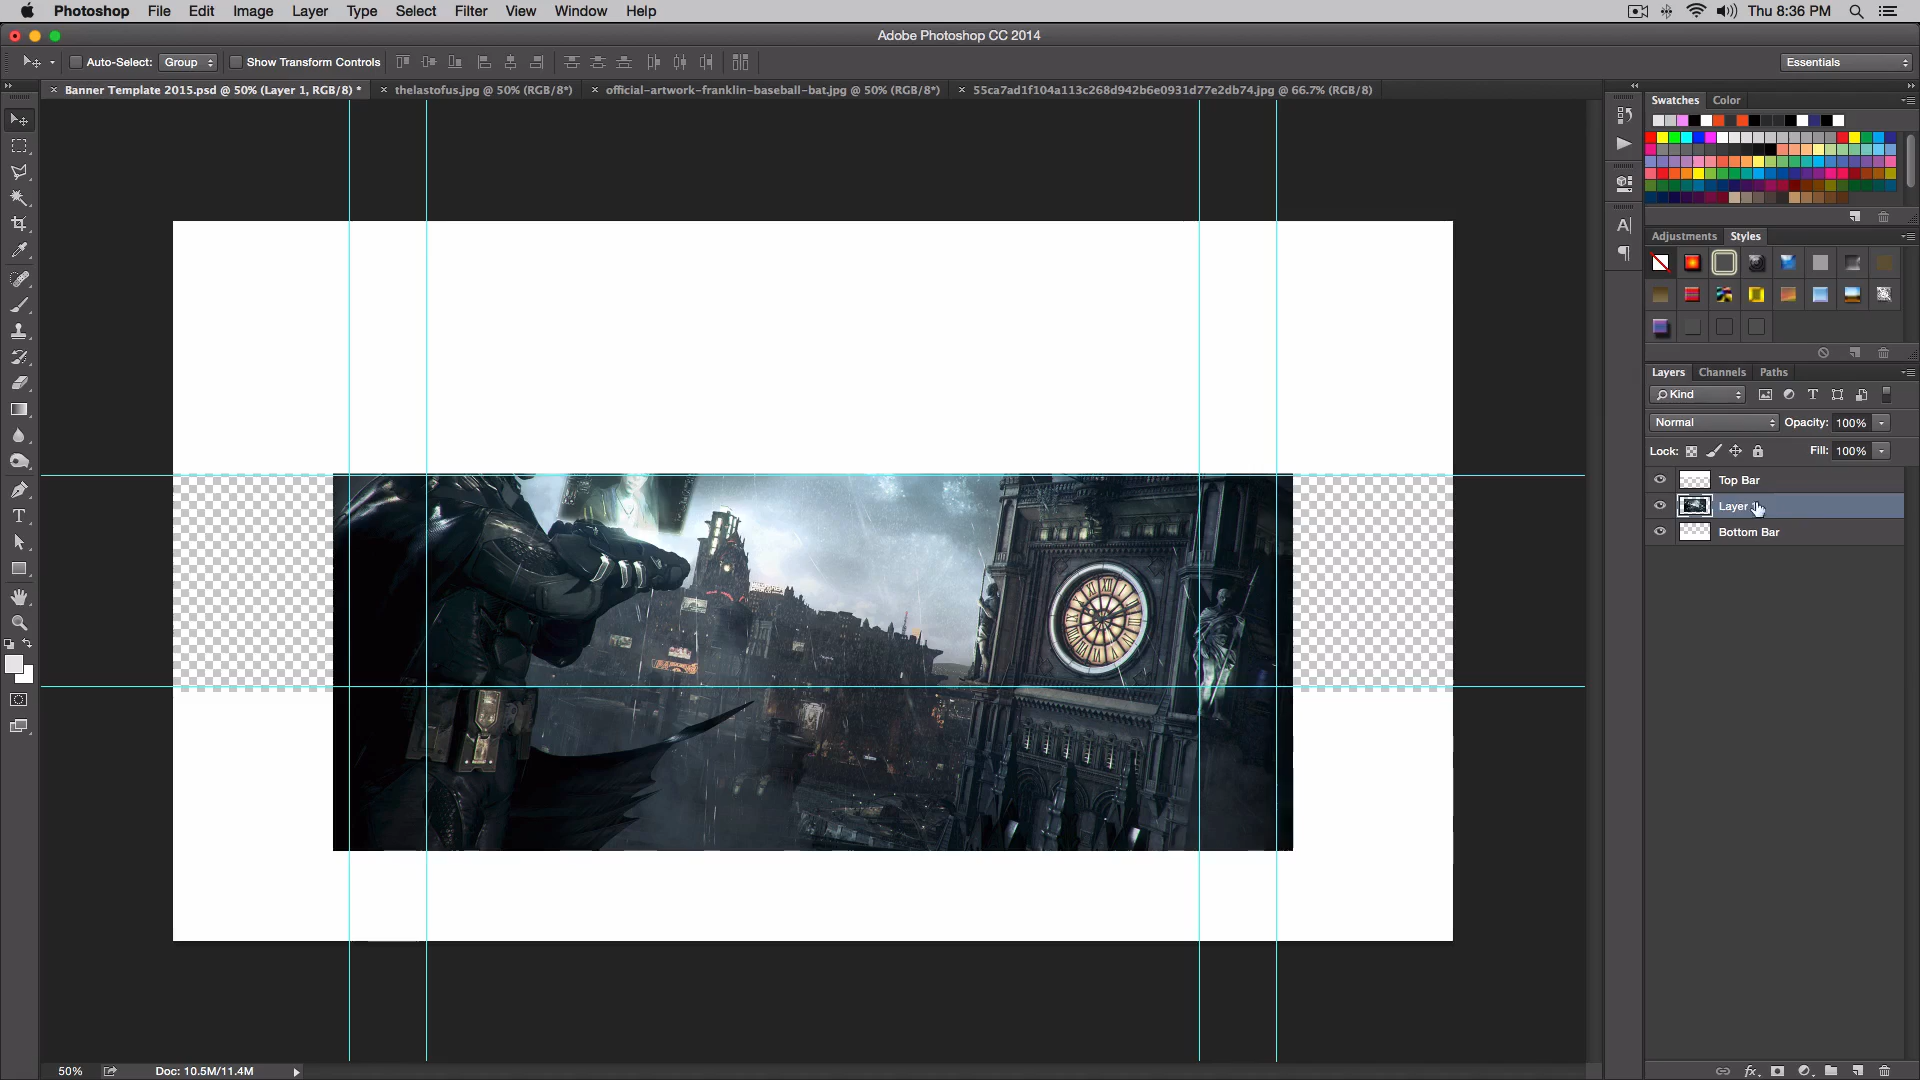 Photoshop File Edit Image Layer Type Select Filter View Window Help Thu 8:36 PM
Adobe Photoshop CC 2014
Auto-Select: Group Show Transform Controls Essentials
Banner Template 2015.psd @ 50% (Layer 1, RGB/8) * thelastofus.jpg @ 50% (RGB/8*) official-artwork-franklin-baseball-bat.jpg @ 50% (RGB/8*) 55ca7ad1f104a113c268d942b6e0931d77e2db74.jpg @ 66.7% (RGB/8)
Swatches Color
Adjustments Styles
Layers Channels Paths
Kind
Normal Opacity: 100%
Lock: Fill: 100%
Top Bar
Layer
Bottom Bar
50% Doc: 10.5M/11.4M